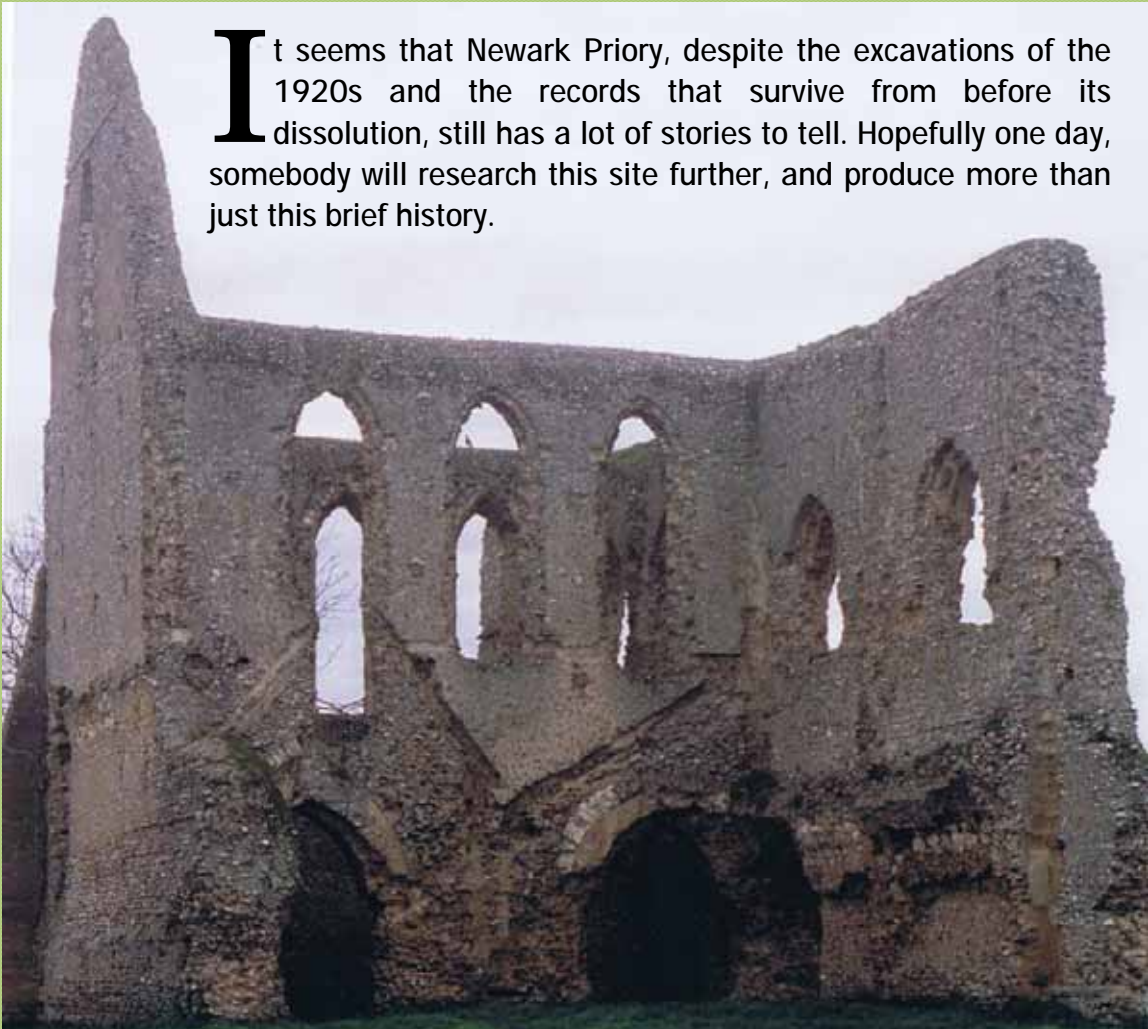 It seems that Newark Priory, despite the excavations of the
1920s and the records that survive from before its
dissolution, still has a lot of stories to tell. Hopefully one day,
somebody will research this site further, and produce more than
just this brief history.